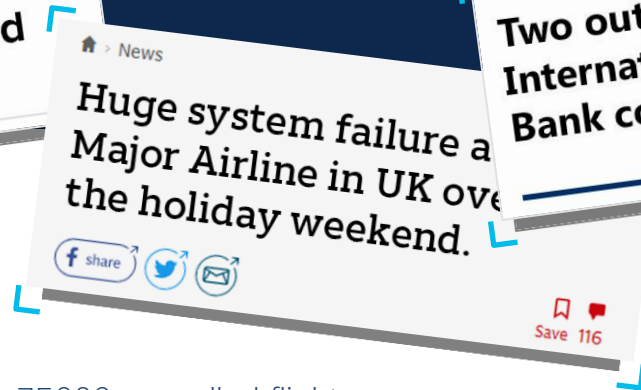 d
News
Huge system failure a
Major Airline in UK ove
the holiday weekend.
share
Save 116
Two out
Internat
Bank co